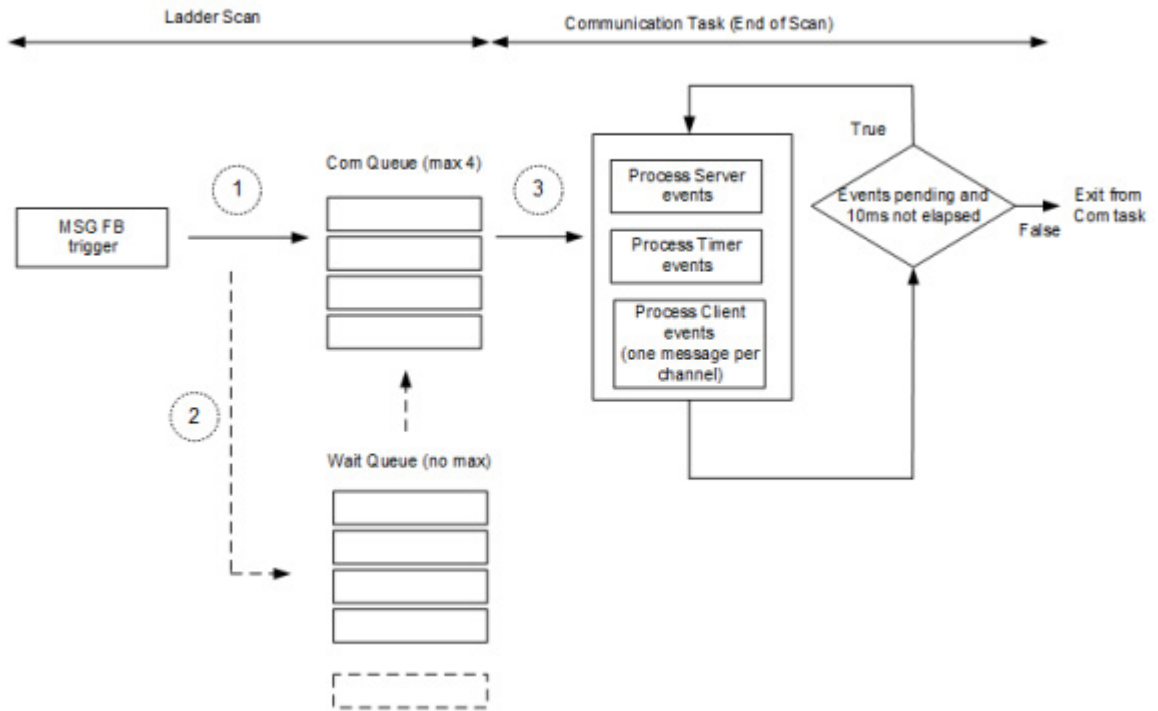 Ladder Scan
Communication Task (End of Scan)
True
Com Queue (max 4)
1
3
Process Server
events
Events pending and
10ms not elapsed
Exit from
Com task
False
MSG FB
trigger
Process Timer
events
Process Client
events
(one message per
channel)
2
Wait Queue (no max)